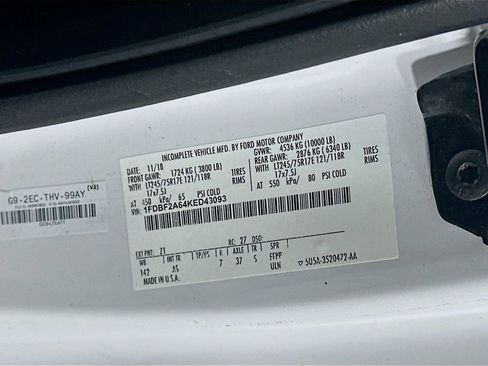 G9-2EC-THV-99AY
(V2)
INCOMPLETE VEHICLE MFD. BY FORD MOTOR COMPANY
DATE: 11/18 GVWR: 4536 KG (10000 LB)
FRONT GAWR: 1724 KG (3800 LB) REAR GAWR: 2876 KG (6340 LB)
WITH LT245/75R17E 121/118R WITH LT245/75R17E 121/118R
17x7.5J 17x7.5J
AT 450 kPa/ 65 PSI COLD AT 550 kPa/ 80 PSI COLD
VIN: 1FDBF2A64KED43093
EXT PNT: Z1 RC: 27 DSO:
WB INT TR TP/PS R AXLE TR SPR
142 AS 7 37 S FFPP
MADE IN U.S.A. ULN 5U5A-3520472-AA